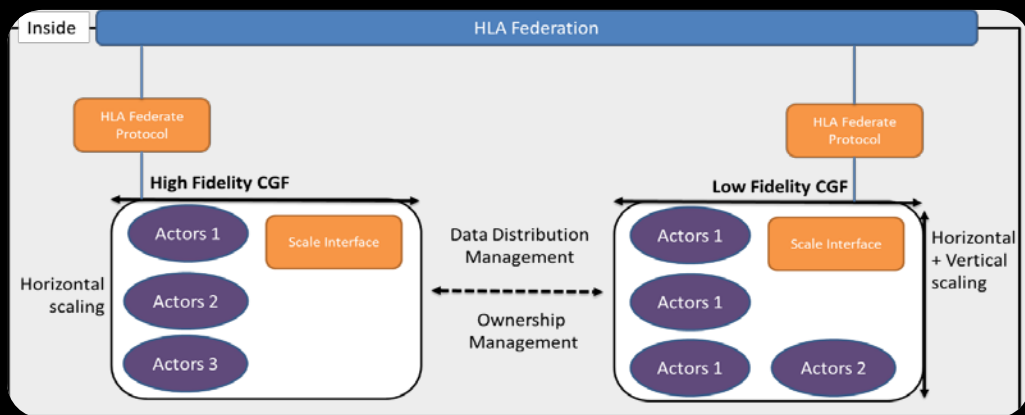 Inside
HLA Federation
HLA Federate
Protocol
HLA Federate
Protocol
High Fidelity CGF
Low Fidelity CGF
Actors 1
Scale Interface
Actors 2
Actors 3
Horizontal
scaling
Data Distribution
Management
Ownership
Management
Actors 1
Scale Interface
Actors 1
Actors 1
Actors 2
Horizontal
+ Vertical
scaling